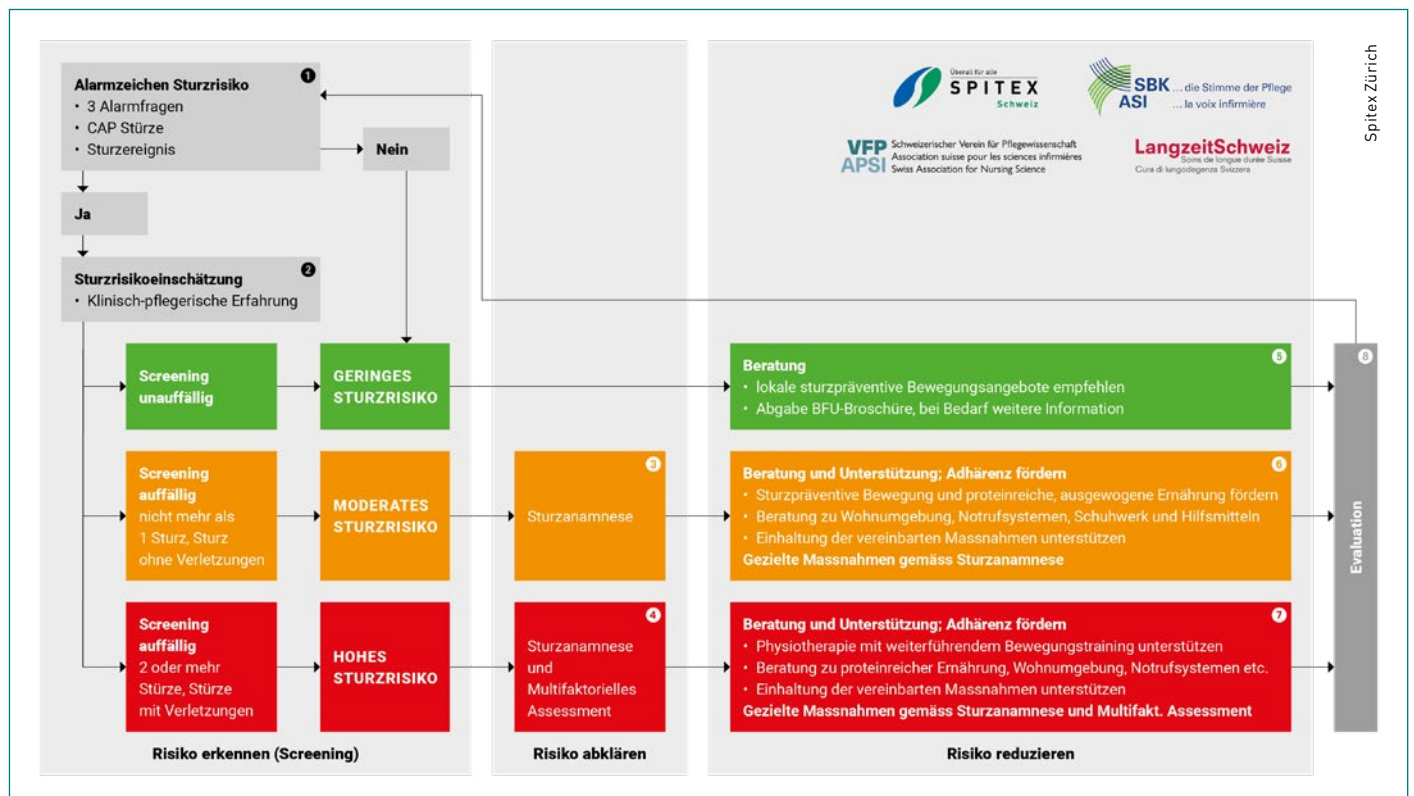 Alarmzeichen Sturzrisiko
1
• 3 Alarmfragen
• CAP Stürze
• Sturzereignis
Nein
Ja
Sturzrisikoeinschätzung
2
• Klinisch-pflegerische Erfahrung
Überall für alle
SPITEX
Schweiz
SBK ... die Stimme der Pflege
ASI ... la voix infirmière
VFP Schweizerischer Verein für Pflegewissenschaft
Association suisse pour les sciences infirmières
APSI Swiss Association for Nursing Science
LangzeitSchweiz
Soins de longue durée Suisse
Cura di lungodegenza Svizzera
Spitex Zürich
Screening
unauffällig
GERINGES
STURZRISIKO
Beratung
5
• lokale sturzpräventive Bewegungsangebote empfehlen
• Abgabe BFU-Broschüre, bei Bedarf weitere Information
Screening
auffällig
nicht mehr als
1 Sturz, Sturz
ohne Verletzungen
MODERATES
STURZRISIKO
3
Sturzanamnese
Beratung und Unterstützung; Adhärenz fördern
6
• Sturzpräventive Bewegung und proteinreiche, ausgewogene Ernährung fördern
• Beratung zu Wohnumgebung, Notrufsystemen, Schuhwerk und Hilfsmitteln
• Einhaltung der vereinbarten Massnahmen unterstützen
Gezielte Massnahmen gemäss Sturzanamnese
Screening
auffällig
2 oder mehr
Stürze, Stürze
mit Verletzungen
HOHES
STURZRISIKO
4
Sturzanamnese
und
Multifaktorielles
Assessment
Beratung und Unterstützung; Adhärenz fördern
7
• Physiotherapie mit weiterführendem Bewegungstraining unterstützen
• Beratung zu proteinreicher Ernährung, Wohnumgebung, Notrufsystemen etc.
• Einhaltung der vereinbarten Massnahmen unterstützen
Gezielte Massnahmen gemäss Sturzanamnese und Multifakt. Assessment
8
Evaluation
Risiko erkennen (Screening)
Risiko abklären
Risiko reduzieren